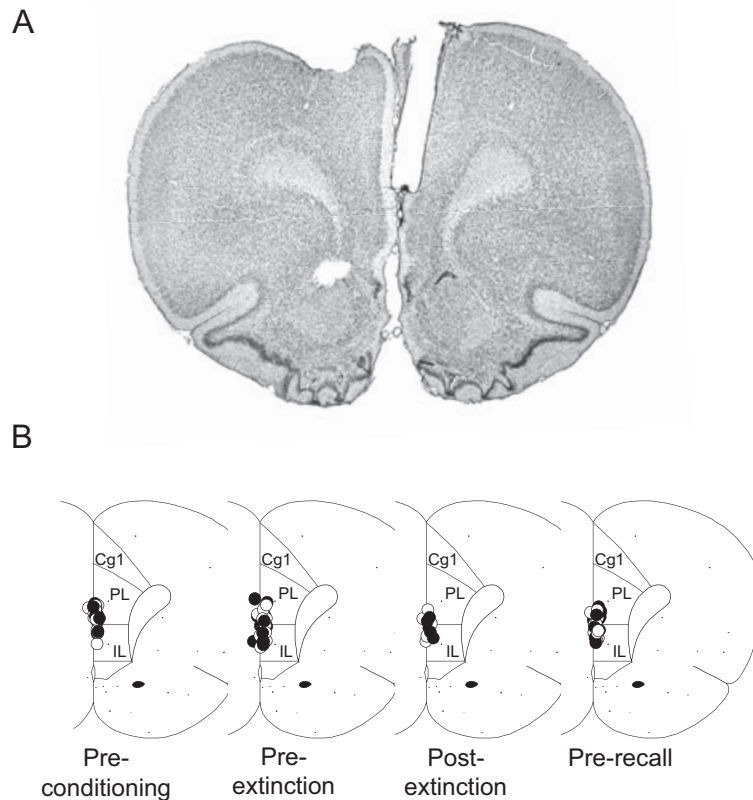 A
B
Cg1
PL
IL
Cg1
PL
IL
Cg1
PL
IL
Cg1
PL
IL
Pre-
conditioning
Pre-
extinction
Post-
extinction
Pre-recall